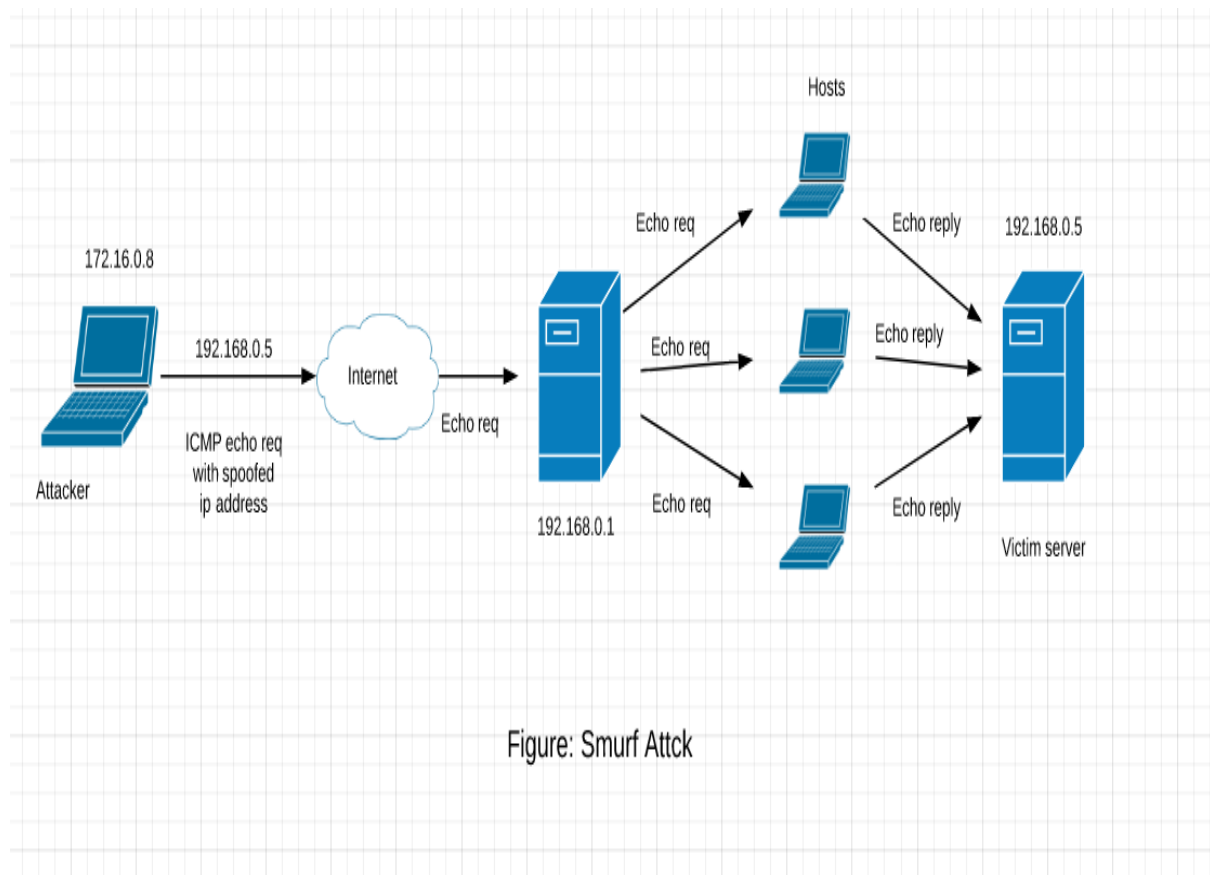 Hosts
Echo req
Echo reply
192.168.0.5
172.16.0.8
192.168.0.5
Internet
Echo req
Echo reply
ICMP echo req
with spoofed
ip address
Echo req
Attacker
Echo req
Echo reply
192.168.0.1
Victim server
Figure: Smurf Attck